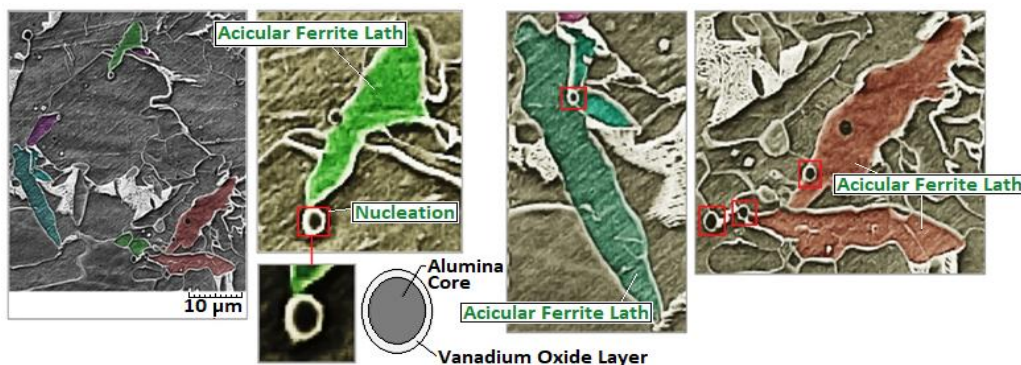 Acicular Ferrite Lath
Nucleation
10 µm
Alumina
Core
Vanadium Oxide Layer
Acicular Ferrite Lath
Acicular Ferrite Lath